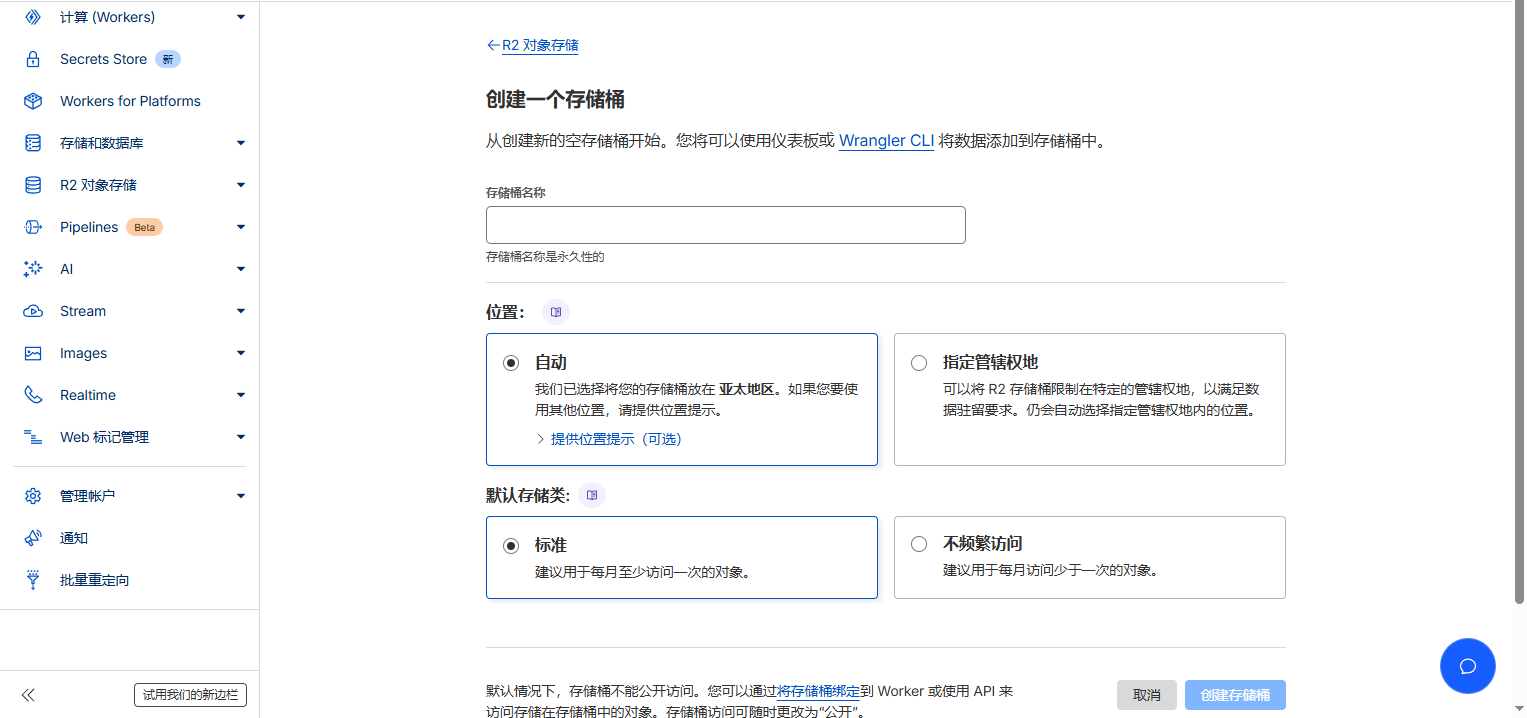 计算 (Workers)
Secrets Store 新
Workers for Platforms
存储和数据库
R2 对象存储
Pipelines Beta
AI
Stream
Images
Realtime
Web 标记管理
管理帐户
通知
批量重定向
试用我们的新边栏
R2 对象存储
创建一个存储桶
从创建新的空存储桶开始。您将可以使用仪表板或 Wrangler CLI 将数据添加到存储桶中。
存储桶名称
存储桶名称是永久性的
位置：
自动
我们已选择将您的存储桶放在 亚太地区。如果您要使
用其他位置，请提供位置提示。
提供位置提示（可选）
指定管辖权地
可以将 R2 存储桶限制在特定的管辖权地，以满足数
据驻留要求。仍会自动选择指定管辖权地内的位置。
默认存储类:
标准
建议用于每月至少访问一次的对象。
不频繁访问
建议用于每月访问少于一次的对象。
默认情况下，存储桶不能公开访问。您可以通过将存储桶绑定到 Worker 或使用 API 来
访问存储在存储桶中的对象。存储桶访问可随时更改为“公开”。
取消
创建存储桶